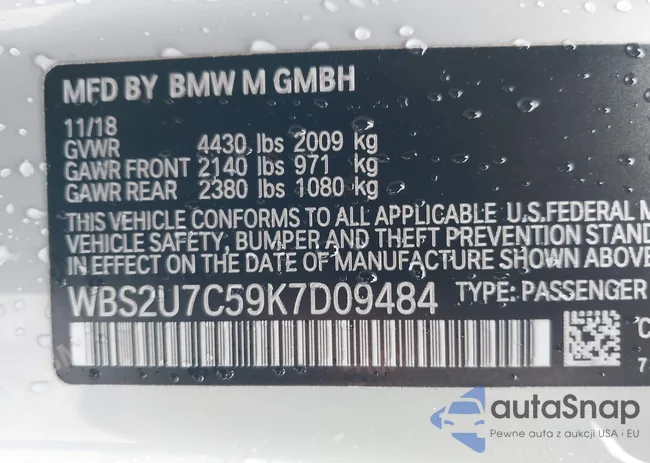 MFD BY BMW M GMBH
11/18
GVWR 4430 lbs 2009 kg
GAWR FRONT 2140 lbs 971 kg
GAWR REAR 2380 lbs 1080 kg
THIS VEHICLE CONFORMS TO ALL APPLICABLE U.S.FEDERAL M
VEHICLE SAFETY, BUMPER AND THEFT PREVENTION STAND
IN EFFECT ON THE DATE OF MANUFACTURE SHOWN ABOVE.
WBS2U7C59K7D09484 TYPE: PASSENGER
C
7
autaSnap
Pewne auta z aukcji USA i EU